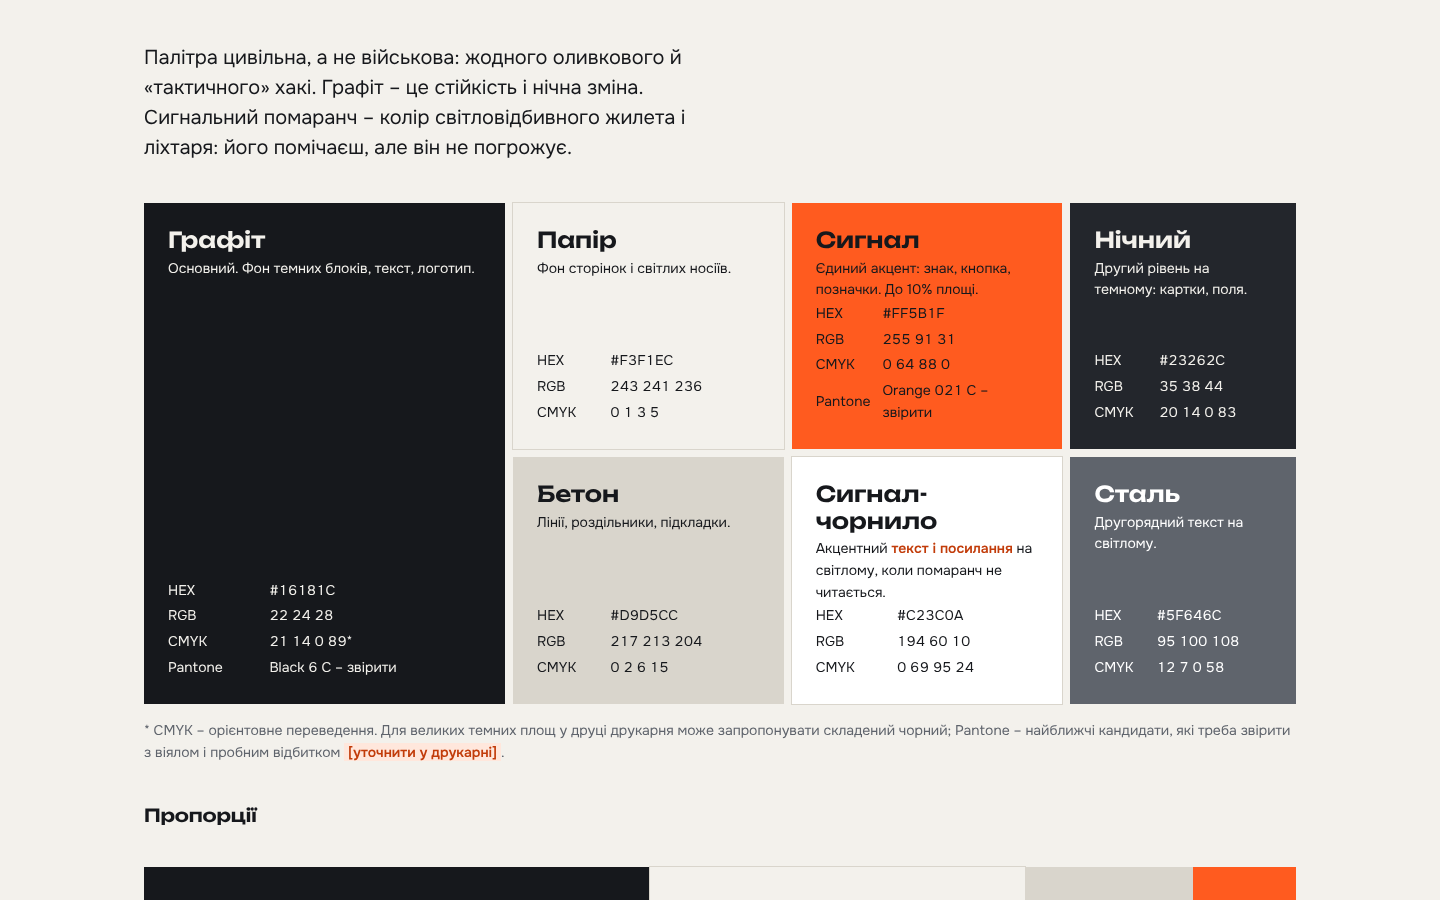 Палітра цивільна, а не військова: жодного оливкового й
«тактичного» хакі. Графіт – це стійкість і нічна зміна.
Сигнальний помаранч – колір світловідбивного жилета і
ліхтаря: його помічаєш, але він не погрожує.
Графіт
Основний. Фон темних блоків, текст, логотип.
HEX #16181C
RGB 22 24 28
CMYK 21 14 0 89*
Pantone Black 6 C – звірити
Папір
Фон сторінок і світлих носіїв.
HEX #F3F1EC
RGB 243 241 236
CMYK 0 1 3 5
Сигнал
Єдиний акцент: знак, кнопка,
позначки. До 10% площі.
HEX #FF5B1F
RGB 255 91 31
CMYK 0 64 88 0
Pantone Orange 021 C –
звірити
Нічний
Другий рівень на
темному: картки, поля.
HEX #23262C
RGB 35 38 44
CMYK 20 14 0 83
Бетон
Лінії, роздільники, підкладки.
HEX #D9D5CC
RGB 217 213 204
CMYK 0 2 6 15
Сигнал-
чорнило
Акцентний текст і посилання на
світлому, коли помаранч не
читається.
HEX #C23C0A
RGB 194 60 10
CMYK 0 69 95 24
Сталь
Другорядний текст на
світлому.
HEX #5F646C
RGB 95 100 108
CMYK 12 7 0 58
* CMYK – орієнтовне переведення. Для великих темних площ у друці друкарня може запропонувати складений чорний; Pantone – найближчі кандидати, які треба звірити
з віялом і пробним відбитком [уточнити у друкарні] .
Пропорції